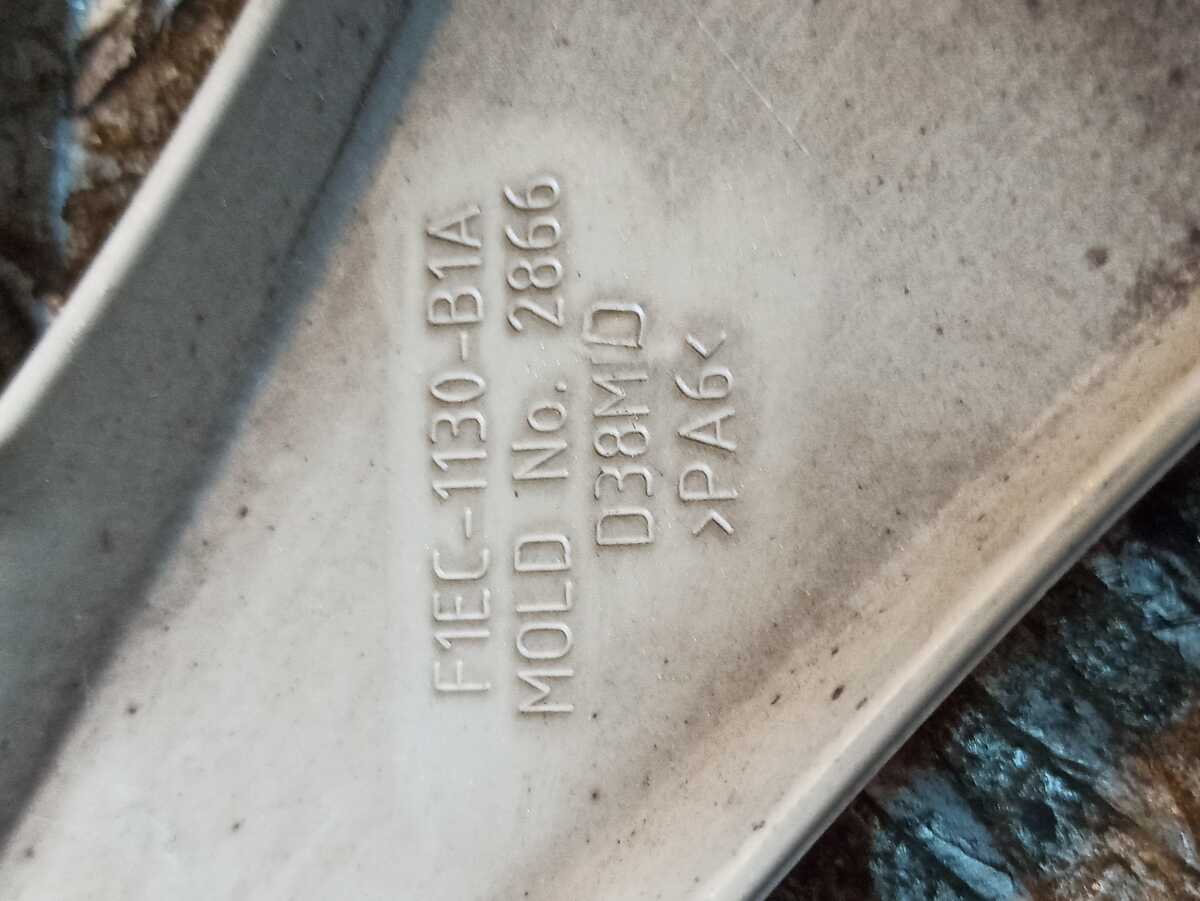 F1EC-1130-B1A
MOLD No. 2866
D38MID
>PA6<